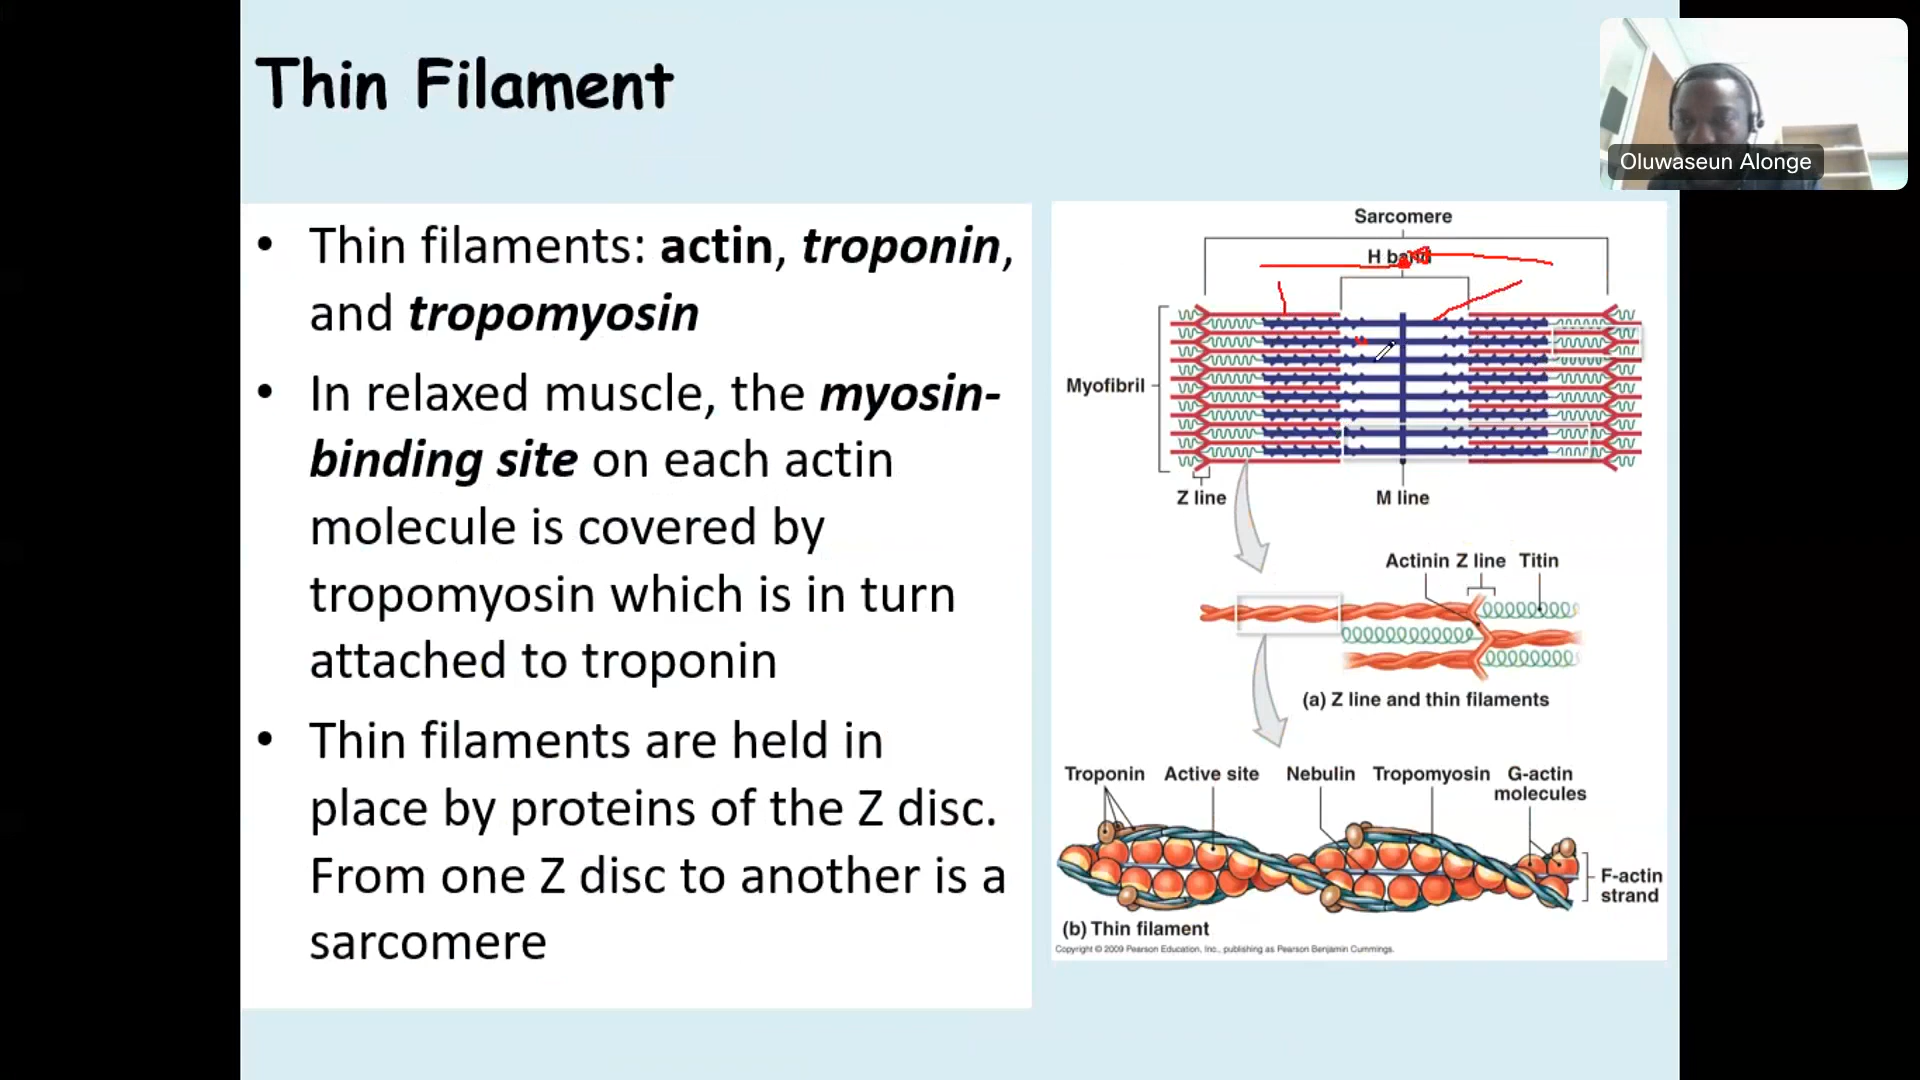 Thin Filament
Oluwaseun Alonge
• Thin filaments: actin, troponin,
and tropomyosin
• In relaxed muscle, the myosin-
binding site on each actin
molecule is covered by
tropomyosin which is in turn
attached to troponin
• Thin filaments are held in
place by proteins of the Z disc.
From one Z disc to another is a
sarcomere
Sarcomere
H band
Myofibril
Z line
M line
Actinin Z line Titin
(a) Z line and thin filaments
Troponin Active site Nebulin Tropomyosin G-actin
molecules
F-actin
strand
(b) Thin filament
Copyright © 2009 Pearson Education, Inc., publishing as Pearson Benjamin Cummings.